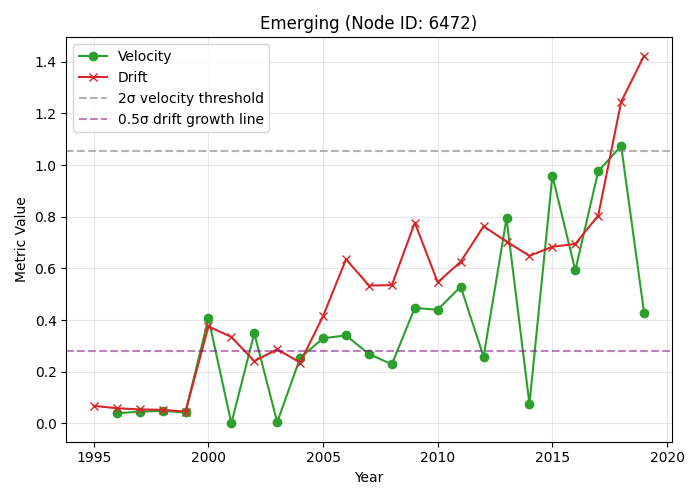 Emerging (Node ID: 6472)
Velocity
Drift
2σ velocity threshold
0.5σ drift growth line
Metric Value
1.4
1.2
1.0
0.8
0.6
0.4
0.2
0.0
1995 2000 2005 2010 2015 2020
Year